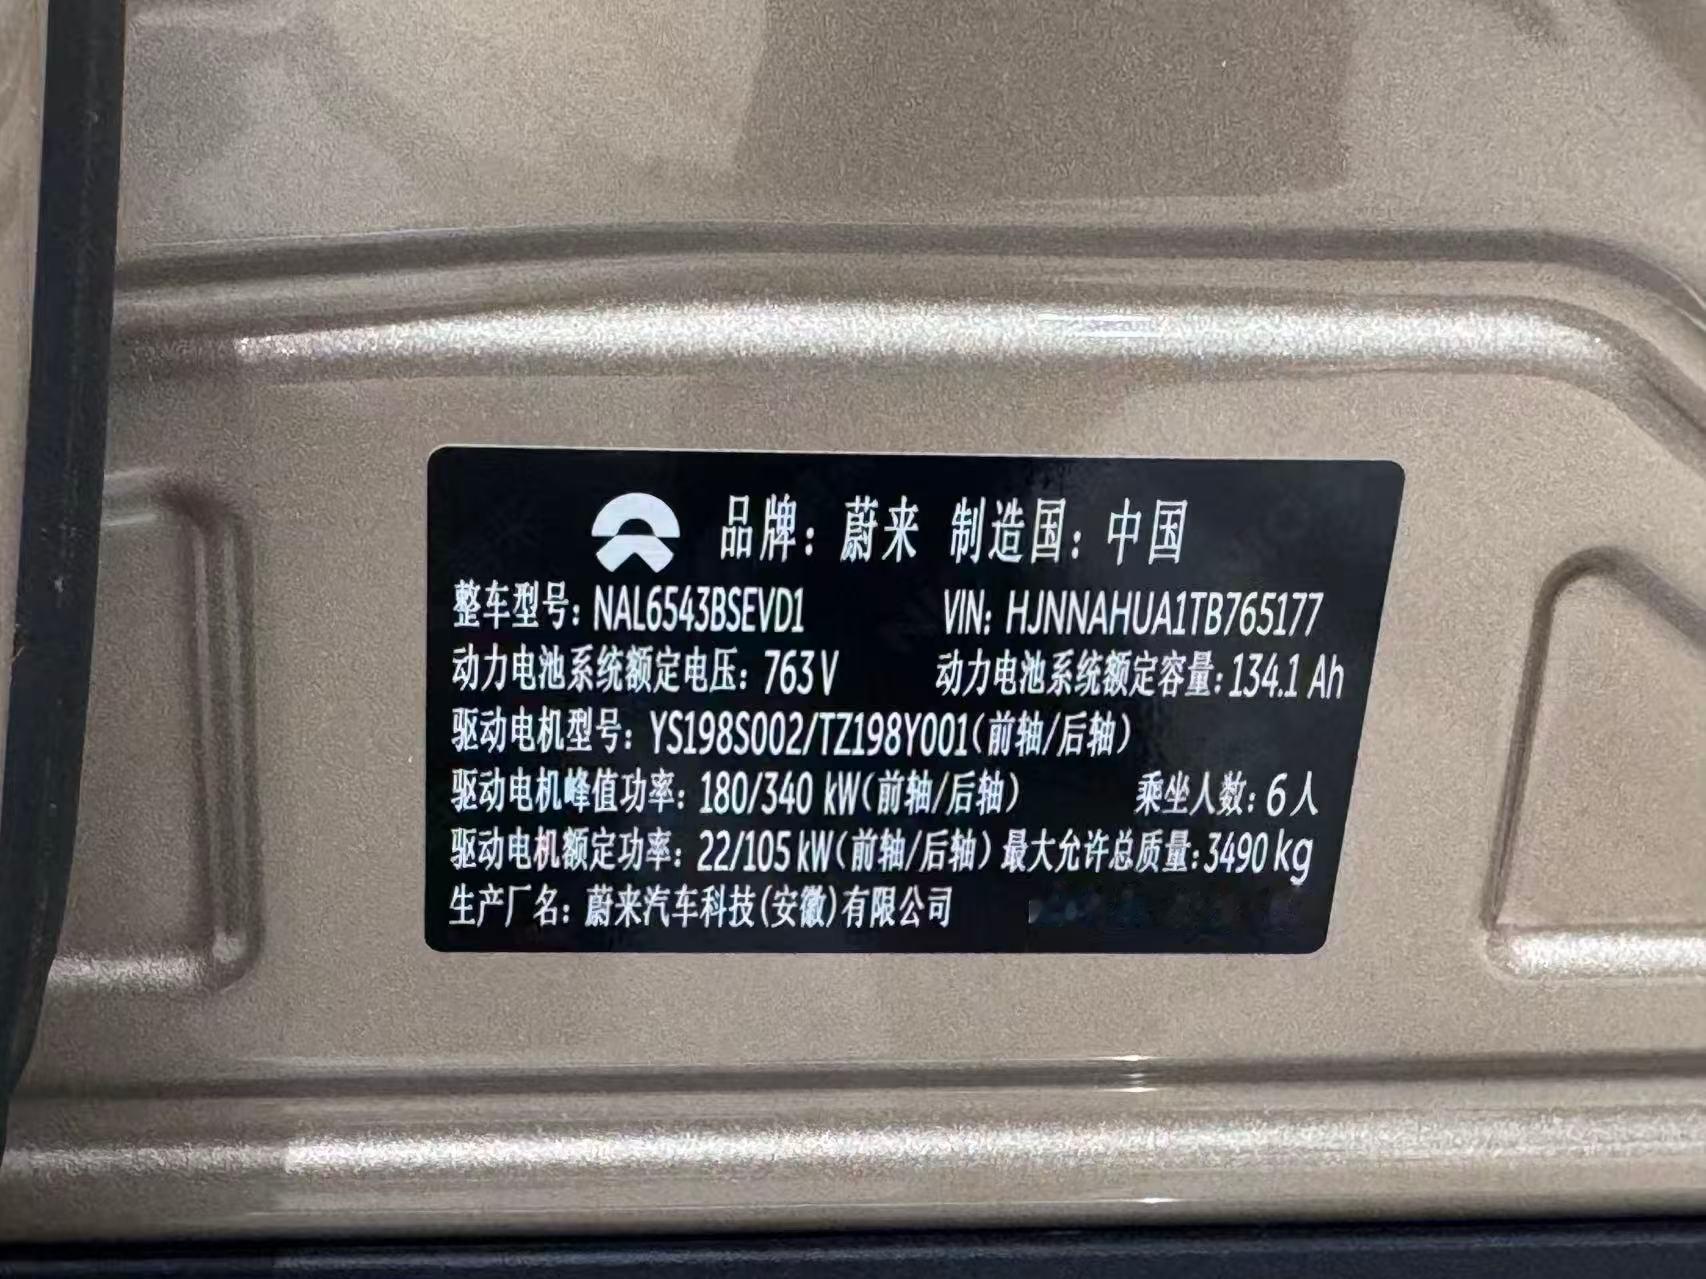 品牌：蔚来 制造国：中国
整车型号：NAL6543BSEVD1 VIN：HJNNAHUA1TB765177
动力电池系统额定电压：763V 动力电池系统额定容量：134.1 Ah
驱动电机型号：YS198S002/TZ198Y001(前轴/后轴)
驱动电机峰值功率：180/340 kW(前轴/后轴) 乘坐人数：6人
驱动电机额定功率：22/105kW(前轴/后轴) 最大允许总质量：3490kg
生产厂名：蔚来汽车科技(安徽)有限公司